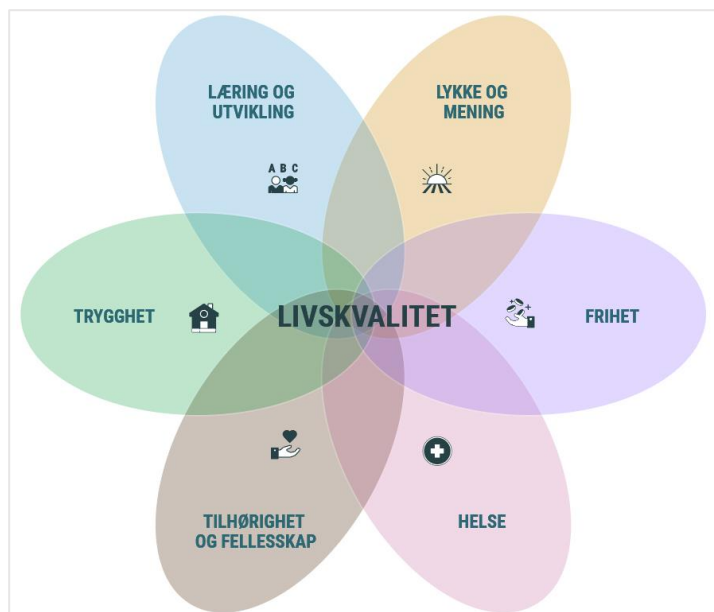 LÆRING OG
UTVIKLING
LYKKE OG
MENING
A B C
TRYGGHET
LIVSKVALITET
FRIHET
TILHØRIGHET
OG FELLESSKAP
HELSE